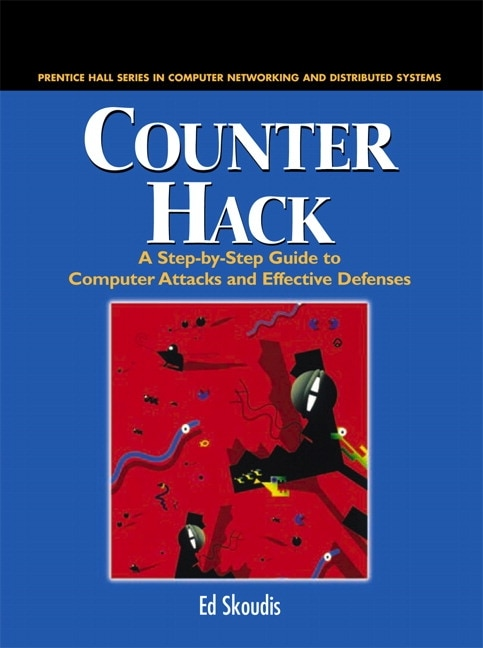 PRENTICE HALL SERIES IN COMPUTER NETWORKING AND DISTRIBUTED SYSTEMS
COUNTER
HACK
A Step-by-Step Guide to
Computer Attacks and Effective Defenses
Ed Skoudis